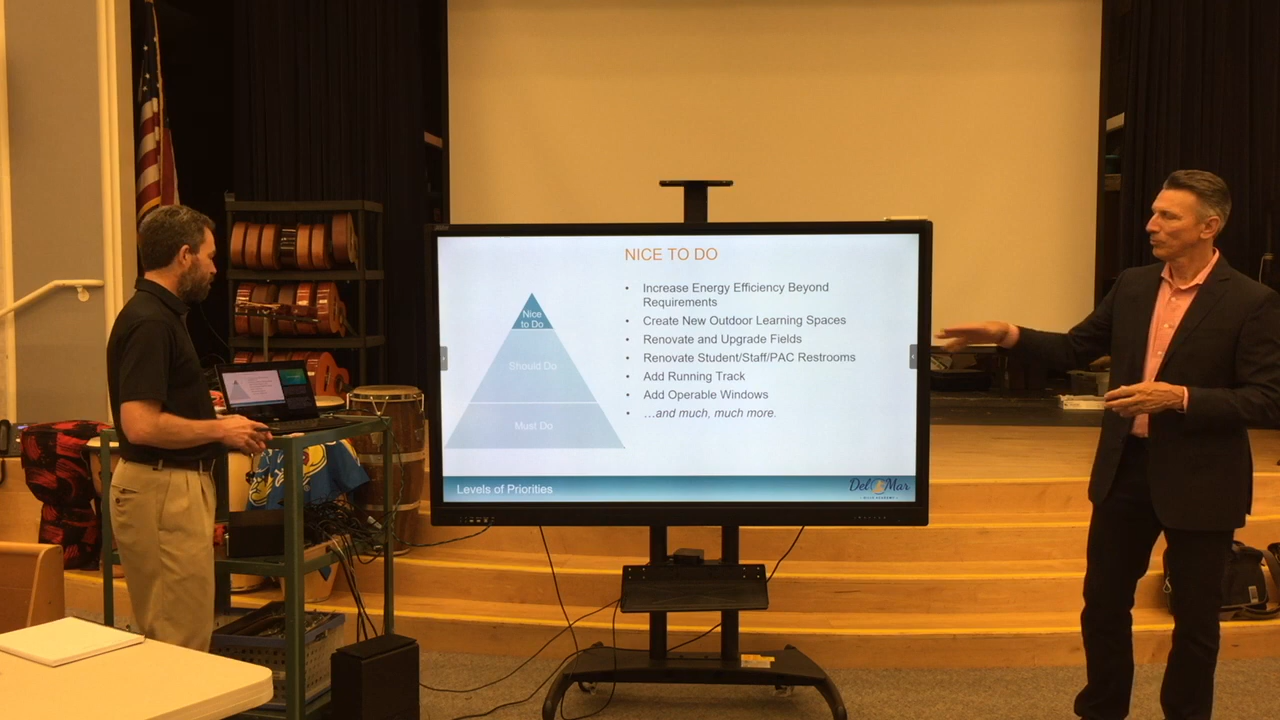 NICE TO DO
Nice
to Do
Should Do
Must Do
• Increase Energy Efficiency Beyond
Requirements
• Create New Outdoor Learning Spaces
• Renovate and Upgrade Fields
• Renovate Student/Staff/PAC Restrooms
• Add Running Track
• Add Operable Windows
• …and much, much more.
Levels of Priorities
Del Mar